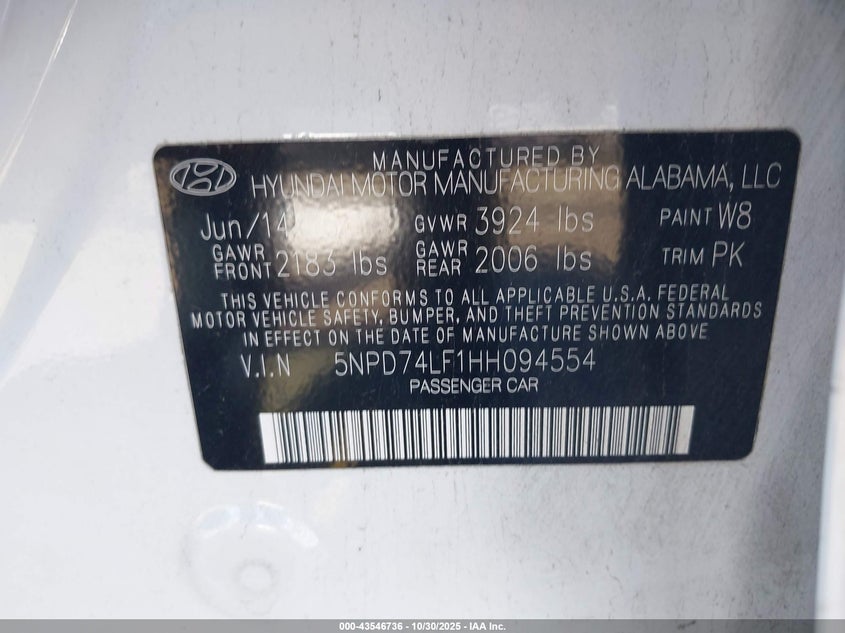 MANUFACTURED BY
HYUNDAI MOTOR MANUFACTURING ALABAMA, LLC
Jun/14 GVWR 3924 lbs PAINT W8
GAWR FRONT 2183 lbs GAWR REAR 2006 lbs TRIM PK
THIS VEHICLE CONFORMS TO ALL APPLICABLE U.S.A. FEDERAL
MOTOR VEHICLE SAFETY, BUMPER, AND THEFT PREVENTION STANDARDS
IN EFFECT ON THE DATE OF MANUFACTURE SHOWN ABOVE
V.I.N 5NPD74LF1HH094554
PASSENGER CAR
000-43546736 - 10/30/2025 - IAA Inc.